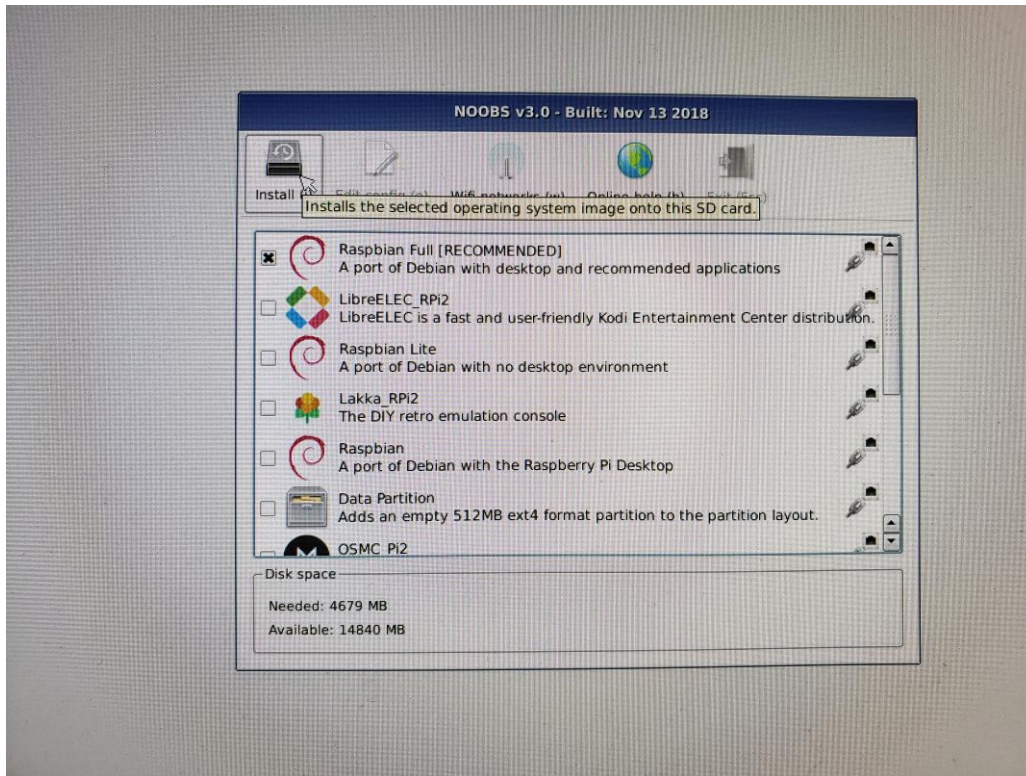 NOOBS v3.0 - Built: Nov 13 2018
Install
Installs the selected operating system image onto this SD card.
Raspbian Full [RECOMMENDED]
A port of Debian with desktop and recommended applications
LibreELEC_RPi2
LibreELEC is a fast and user-friendly Kodi Entertainment Center distribution.
Raspbian Lite
A port of Debian with no desktop environment
Lakka_RPi2
The DIY retro emulation console
Raspbian
A port of Debian with the Raspberry Pi Desktop
Data Partition
Adds an empty 512MB ext4 format partition to the partition layout.
OSMC_Pi2
Disk space
Needed: 4679 MB
Available: 14840 MB